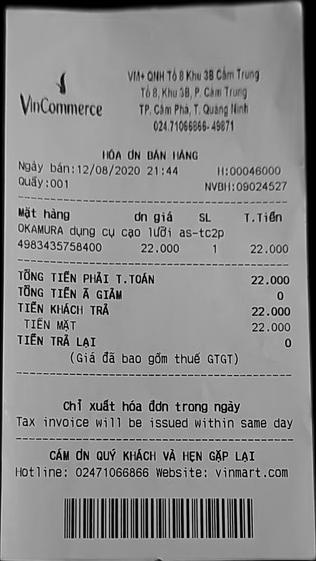 VinCommerce
VM+ QNH Tổ 8 Khu 3B Cẩm Trung
Tổ 8, Khu 3B, P. Cẩm Trung
TP. Cẩm Phả, T. Quảng Ninh
024.71066866-49871
HÓA ƠN BÁN HÀNG
Ngày bán:12/08/2020 21:44 H:00046000
Quầy:001 NVBH:09024527
Mặt hàng ơn giá SL T.Tiền
OKAMURA dụng cụ cạo lưỡi as-tc2p
4983435758400 22.000 1 22.000
TỔNG TIỀN PHẢI T.TOÁN 22.000
TỔNG TIỀN Ã GIẢM 0
TIỀN KHÁCH TRẢ 22.000
TIỀN MẶT 22.000
TIỀN TRẢ LẠI 0
(Giá đã bao gồm thuế GTGT)
Chỉ xuất hóa đơn trong ngày
Tax invoice will be issued within same day
CẢM ƠN QUÝ KHÁCH VÀ HẸN GẶP LẠI
Hotline: 02471066866 Website: vinmart.com